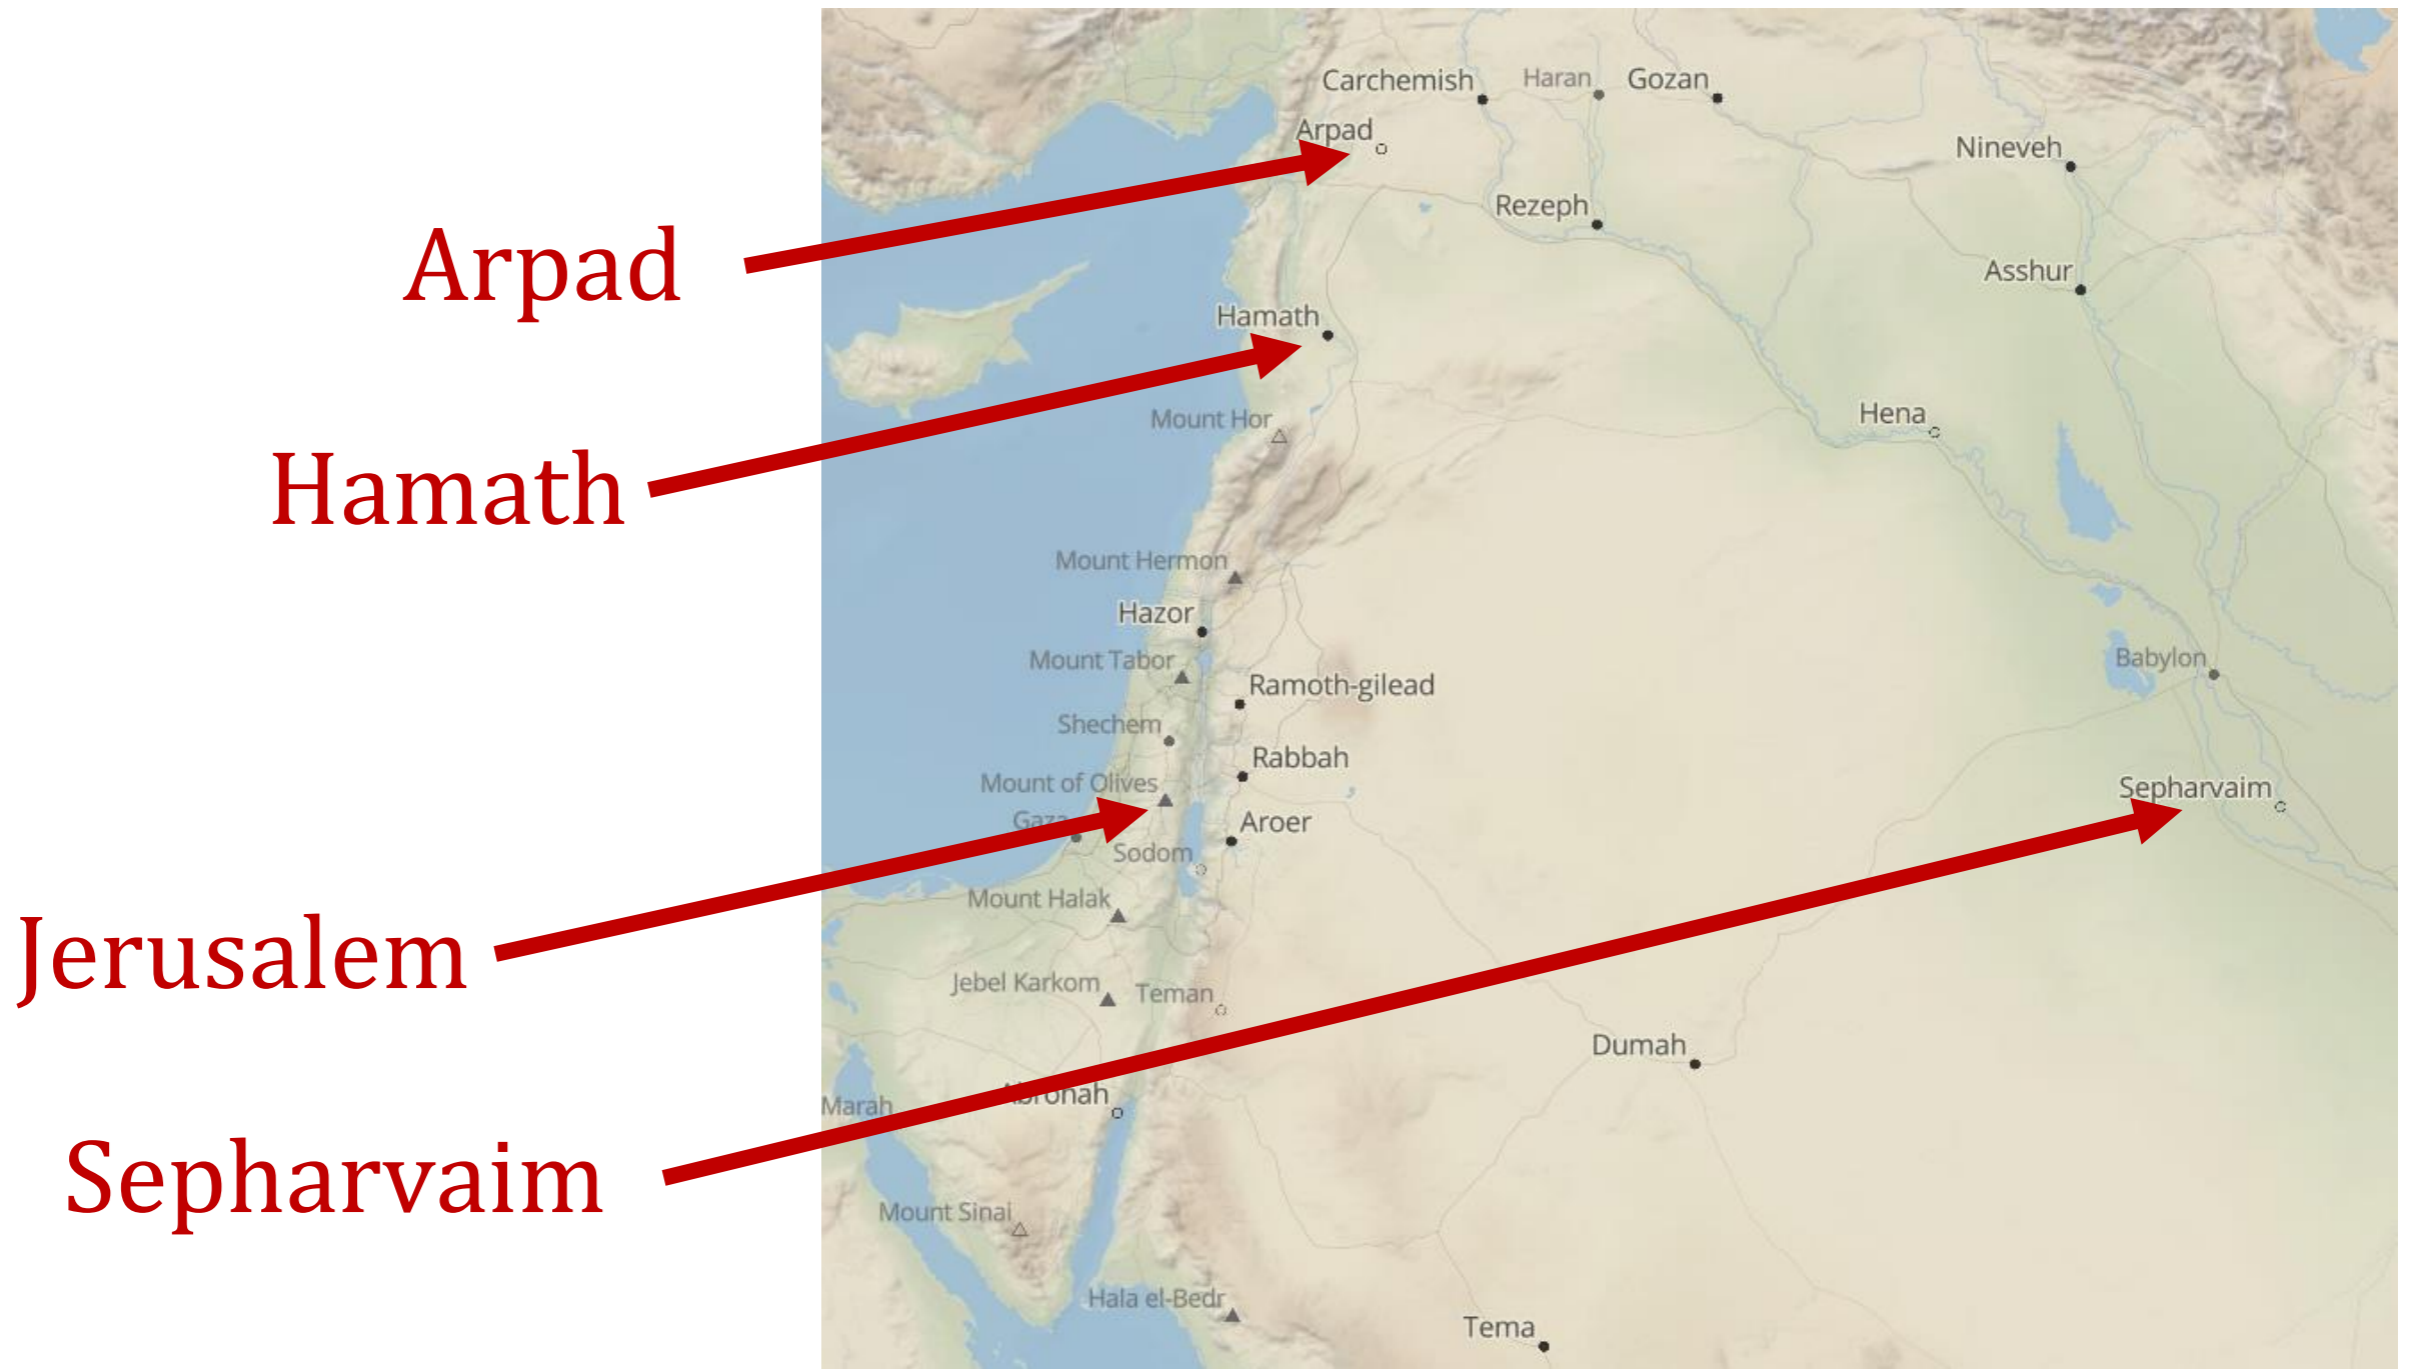 Arpad
Hamath
Jerusalem
Sepharvaim
Carchemish
Haran
Gozan
Arpad
Nineveh
Rezeph
Asshur
Hamath
Mount Hor
Hena
Mount Hermon
Hazor
Mount Tabor
Babylon
Ramoth-gilead
Shechem
Rabbah
Mount of Olives
Sepharvaim
Gaza
Aroer
Sodom
Mount Halak
Jebel Karkom
Teman
Dumah
Abronah
Marah
Mount Sinai
Hala el-Bedr
Tema